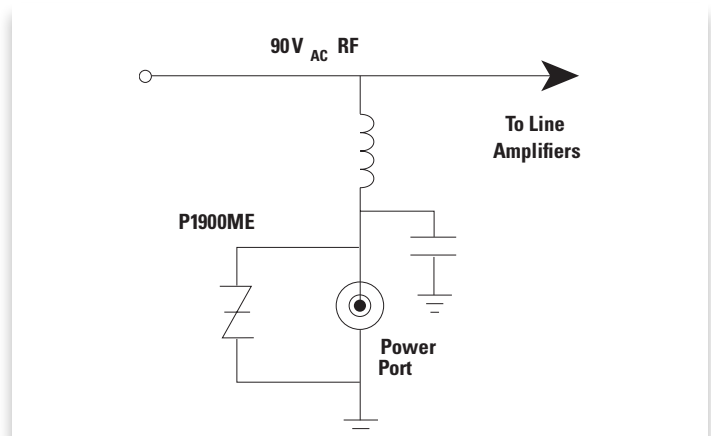 90V AC RF
To Line
Amplifiers
P1900ME
Power
Port